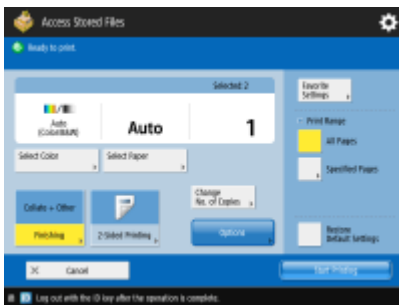 Access Stored Files
Ready to print.
Selected: 2
Auto
(Color/B&W)
Auto
1
Select Color
Select Paper
Change
No. of Copies
Collate + Other
Finishing
2-Sided Printing
Options
Favorite
Settings
Print Range
All Pages
Specified Pages
Restore
Default Settings
Cancel
Start Printing
Log out with the ID key after the operation is complete.